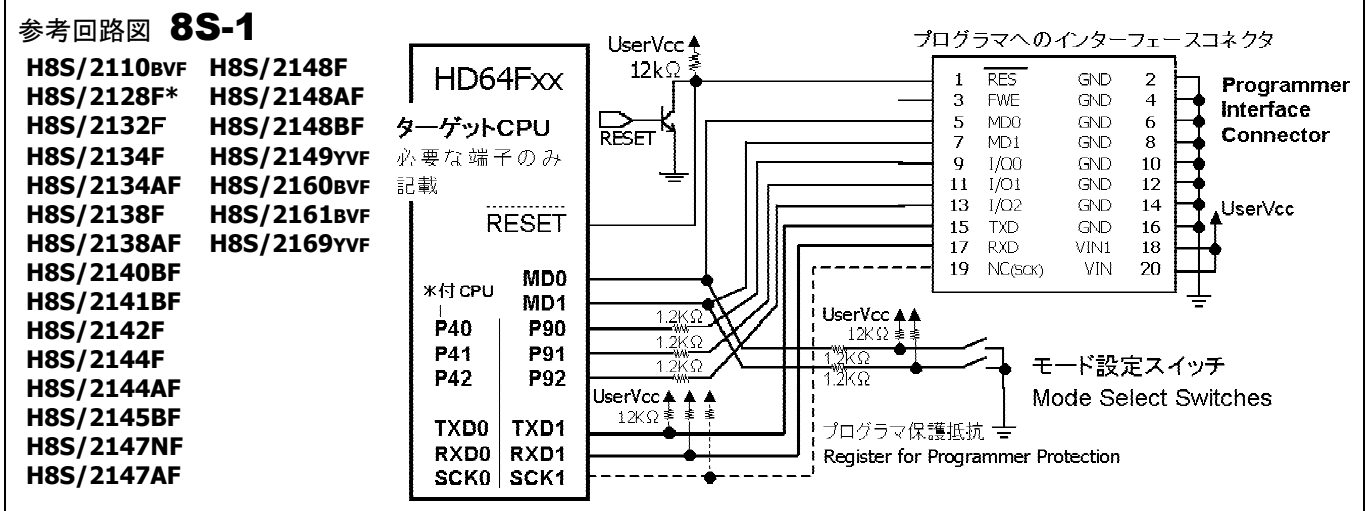 参考回路図 8S-1
H8S/2110BVF H8S/2148F
H8S/2128F* H8S/2148AF
H8S/2132F H8S/2148BF
H8S/2134F H8S/2149YVF
H8S/2134AF H8S/2160BVF
H8S/2138F H8S/2161BVF
H8S/2138AF H8S/2169YVF
H8S/2140BF
H8S/2141BF
H8S/2142F
H8S/2144F
H8S/2144AF
H8S/2145BF
H8S/2147NF
H8S/2147AF
HD64Fxx
ターゲットCPU
必要な端子のみ
記載
RESET
MD0
MD1
*付 CPU
P40 P90
P41 P91
P42 P92
TXD0 TXD1
RXD0 RXD1
SCK0 SCK1
UserVcc
12kΩ
RESET
1.2KΩ
1.2KΩ
1.2KΩ
UserVcc
12KΩ
プログラマへのインターフェースコネクタ
1 RES GND 2
3 FWE GND 4
5 MD0 GND 6
7 MD1 GND 8
9 I/O0 GND 10
11 I/O1 GND 12
13 I/O2 GND 14
15 TXD GND 16
17 RXD VIN1 18
19 NC(SCK) VIN 20
Programmer
Interface
Connector
UserVcc
UserVcc
12KΩ
1.2KΩ
1.2KΩ
モード設定スイッチ
Mode Select Switches
プログラマ保護抵抗
Register for Programmer Protection